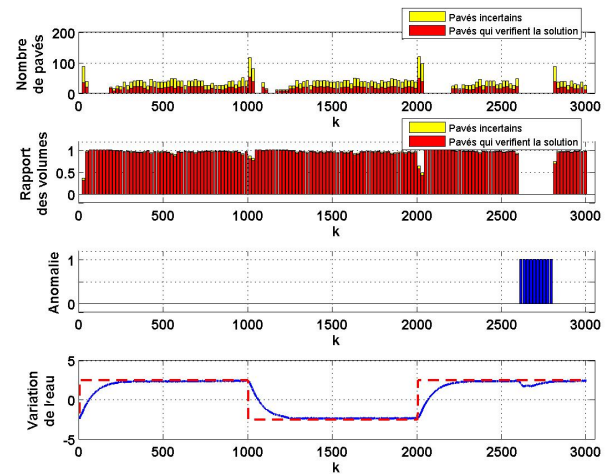 Pavés incertains
Pavés qui verifient la solution
Nombre
de pavés
200
100
0
0 500 1000 1500 2000 2500 3000
k
Pavés incertains
Pavés qui verifient la solution
Rapport
des volumes
1
0.5
0
0 500 1000 1500 2000 2500 3000
k
Anomalie
1
0
0 500 1000 1500 2000 2500 3000
k
Variation
de l'eau
5
0
-5
0 500 1000 1500 2000 2500 3000
k